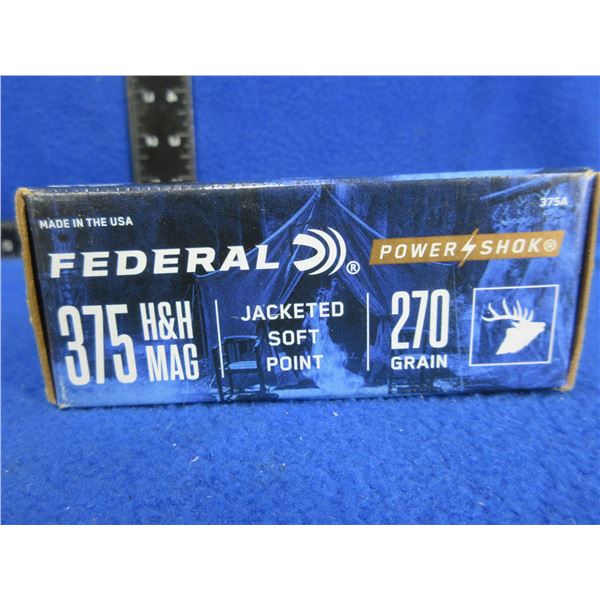 375A
MADE IN THE USA
FEDERAL ® POWER SHOK®
375 H&H MAG
JACKETED SOFT POINT
270 GRAIN